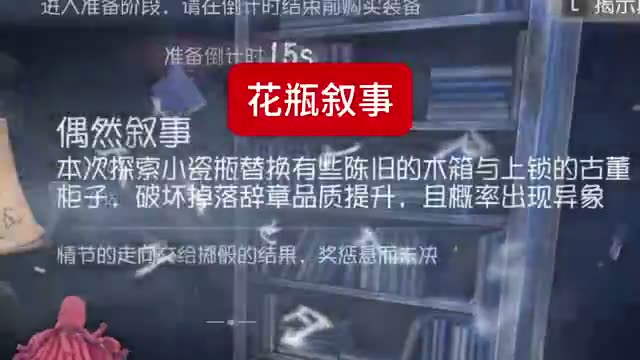 进入准备阶段，请在倒计时结束前购买装备
揭示
准备倒计时 15s
花瓶叙事
偶然叙事
本次探索小瓷瓶替换有些陈旧的木箱与上锁的古董
柜子，破坏掉落辞章品质提升，且概率出现异象
情节的走向交给掷骰的结果，奖惩悬而未决